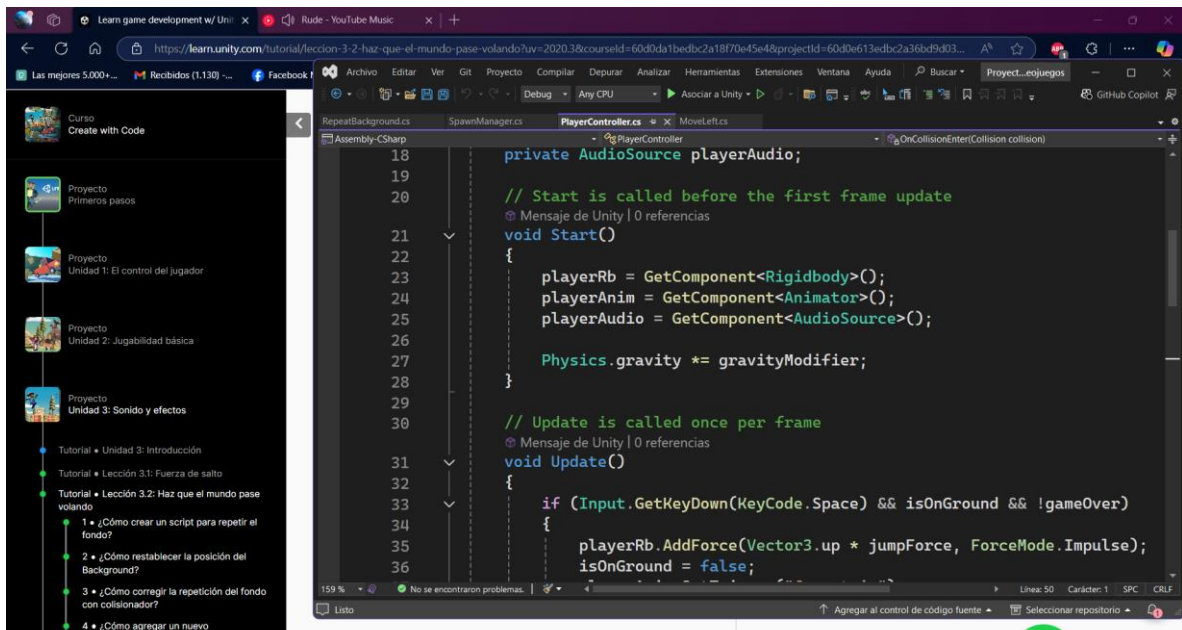 Learn game development w/ Unit
Rude - YouTube Music
https://learn.unity.com/tutorial/leccion-3-2-haz-que-el-mundo-pase-volando?uv=2020.3&courseId=60d0da1bedbc2a18f70e45e4&projectId=60d0e613edbc2a36bd9d03...
Las mejores 5.000+...
Recibidos (1.130) -...
Facebook
Archivo Editar Ver Git Proyecto Compilar Depurar Analizar Herramientas Extensiones Ventana Ayuda Buscar Proyect...eojuegos
Debug Any CPU Asociar a Unity GitHub Copilot
RepeatBackground.cs SpawnManager.cs PlayerController.cs MoveLeft.cs
Assembly-CSharp PlayerController OnCollisionEnter(Collision collision)
Curso
Create with Code
Proyecto
Primeros pasos
Proyecto
Unidad 1: El control del jugador
Proyecto
Unidad 2: Jugabilidad básica
Proyecto
Unidad 3: Sonido y efectos
Tutorial • Unidad 3: Introducción
Tutorial • Lección 3.1: Fuerza de salto
Tutorial • Lección 3.2: Haz que el mundo pase
volando
1 • ¿Cómo crear un script para repetir el
fondo?
2 • ¿Cómo restablecer la posición del
Background?
3 • ¿Cómo corregir la repetición del fondo
con colisionador?
4 • ¿Cómo agregar un nuevo
18 private AudioSource playerAudio;
19
20 // Start is called before the first frame update
Mensaje de Unity | 0 referencias
21 void Start()
22 {
23 playerRb = GetComponent<Rigidbody>();
24 playerAnim = GetComponent<Animator>();
25 playerAudio = GetComponent<AudioSource>();
26
27 Physics.gravity *= gravityModifier;
28 }
29
30 // Update is called once per frame
Mensaje de Unity | 0 referencias
31 void Update()
32 {
33 if (Input.GetKeyDown(KeyCode.Space) && isOnGround && !gameOver)
34 {
35 playerRb.AddForce(Vector3.up * jumpForce, ForceMode.Impulse);
36 isOnGround = false;
159 % No se encontraron problemas. Línea: 50 Carácter: 1 SPC CRLF
Listo Agregar al control de código fuente Seleccionar repositorio